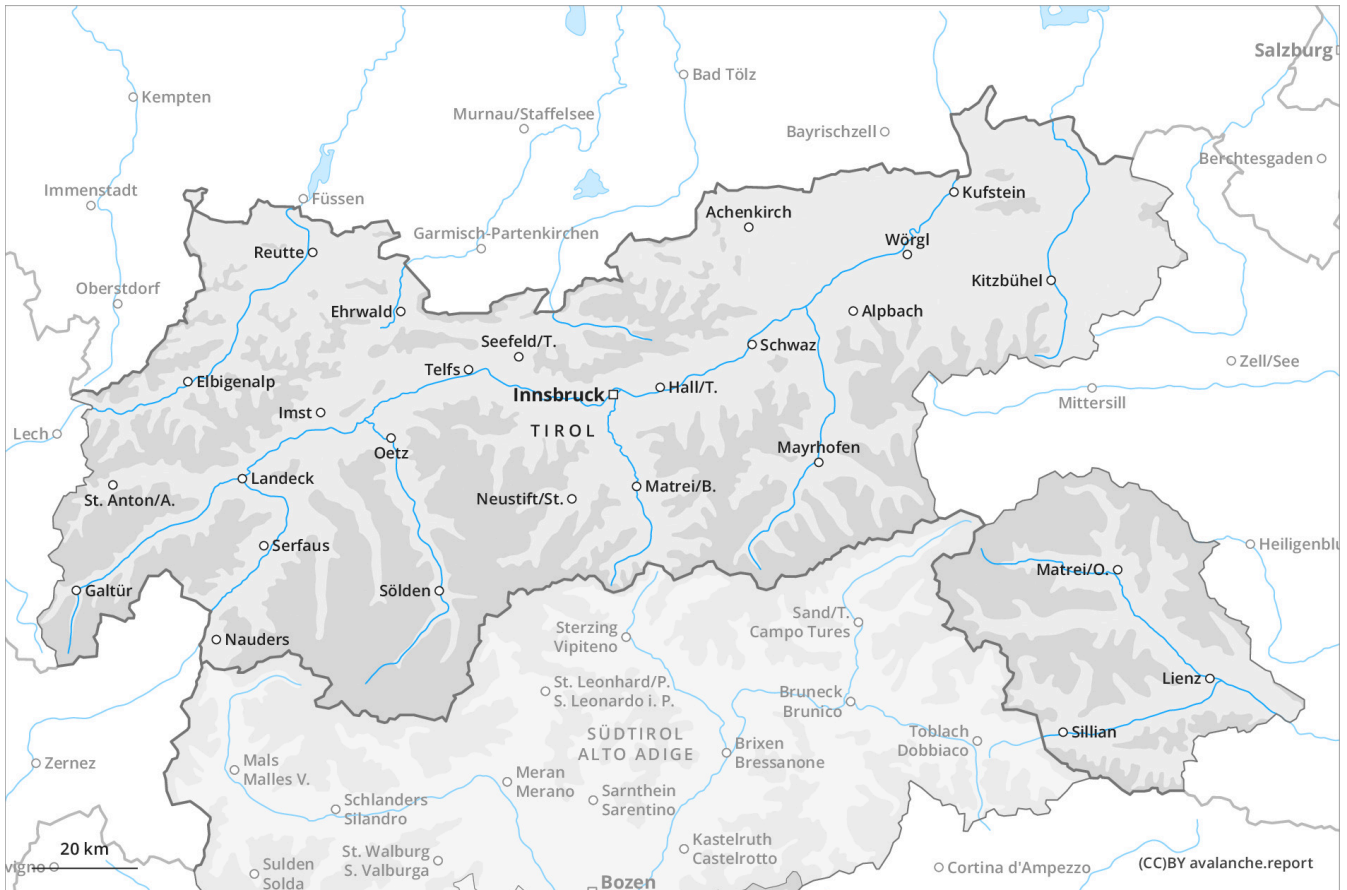 Salzburg
Bad Tölz
Kempten
Murnau/Staffelsee
Bayrischzell
Berchtesgaden
Immenstadt
Füssen
Kufstein
Achenkirch
Garmisch-Partenkirchen
Wörgl
Reutte
Kitzbühel
Oberstdorf
Ehrwald
Alpbach
Seefeld/T.
Schwaz
Zell/See
Telfs
Elbigenalp
Hall/T.
Innsbruck
Mittersill
Imst
TIROL
Lech
Oetz
Mayrhofen
Landeck
St. Anton/A.
Matrei/B.
Neustift/St.
Serfaus
Heiligenblu
Matrei/O.
Galtür
Sölden
Sand/T.
Campo Tures
Nauders
Sterzing
Vipiteno
Lienz
St. Leonhard/P.
S. Leonardo i. P.
Bruneck
Brunico
SÜDTIROL
ALTO ADIGE
Toblach
Dobbiaco
Sillian
Brixen
Bressanone
Zernez
Mals
Malles V.
Meran
Merano
Sarnthein
Sarentino
Schlanders
Silandro
Kastelruth
Castelrotto
20 km
St. Walburg
S. Valburga
vigno
Sulden
Solda
Cortina d'Ampezzo
(CC)BY avalanche.report
Bozen